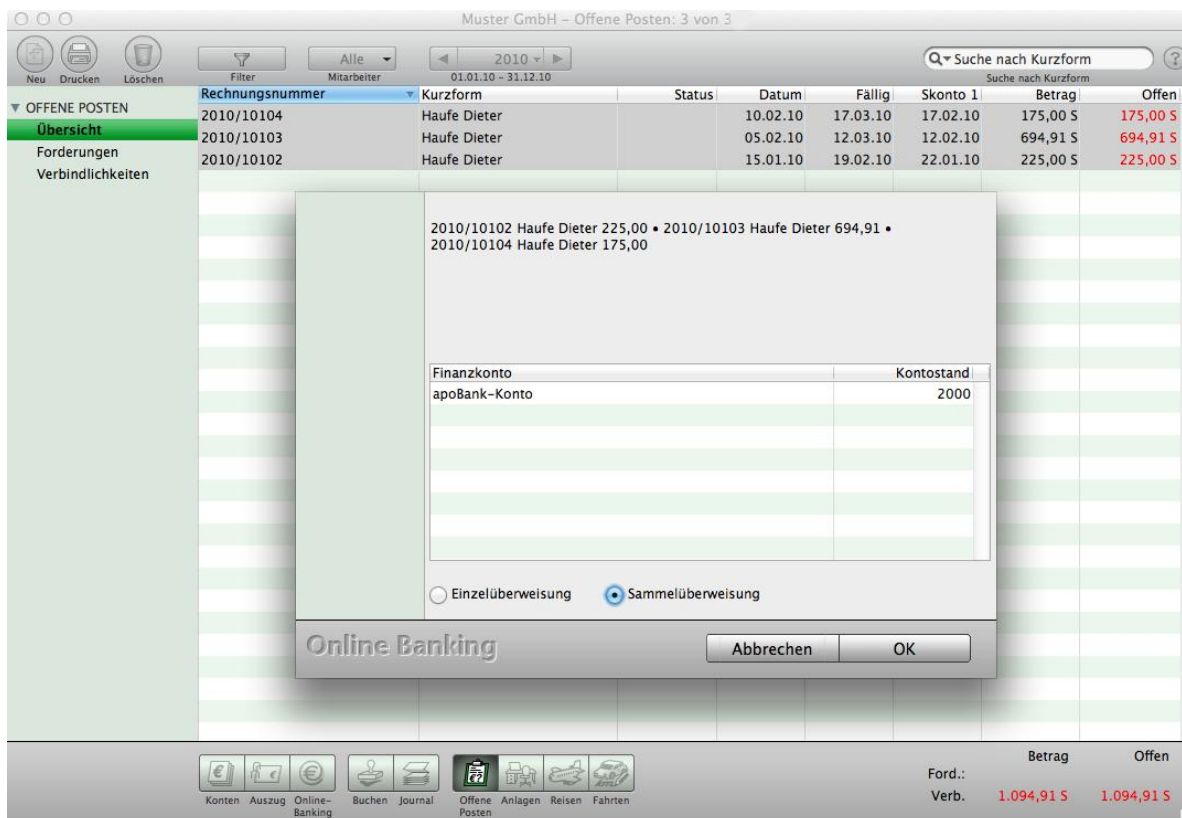 Muster GmbH – Offene Posten: 3 von 3
Neu Drucken Löschen
Filter
Alle
Mitarbeiter
2010
01.01.10 – 31.12.10
Suche nach Kurzform
Suche nach Kurzform
?
OFFENE POSTEN
Übersicht
Forderungen
Verbindlichkeiten
Rechnungsnummer Kurzform Status Datum Fällig Skonto 1 Betrag Offen
2010/10104 Haufe Dieter 10.02.10 17.03.10 17.02.10 175,00 S 175,00 S
2010/10103 Haufe Dieter 05.02.10 12.03.10 12.02.10 694,91 S 694,91 S
2010/10102 Haufe Dieter 15.01.10 19.02.10 22.01.10 225,00 S 225,00 S
2010/10102 Haufe Dieter 225,00 • 2010/10103 Haufe Dieter 694,91 •
2010/10104 Haufe Dieter 175,00
Finanzkonto Kontostand
apoBank-Konto 2000
Einzelüberweisung Sammelüberweisung
Online Banking
Abbrechen OK
Konten Auszug Online-
Banking
Buchen Journal
Offene
Posten
Anlagen Reisen Fahrten
Betrag Offen
Ford.:
Verb. 1.094,91 S 1.094,91 S